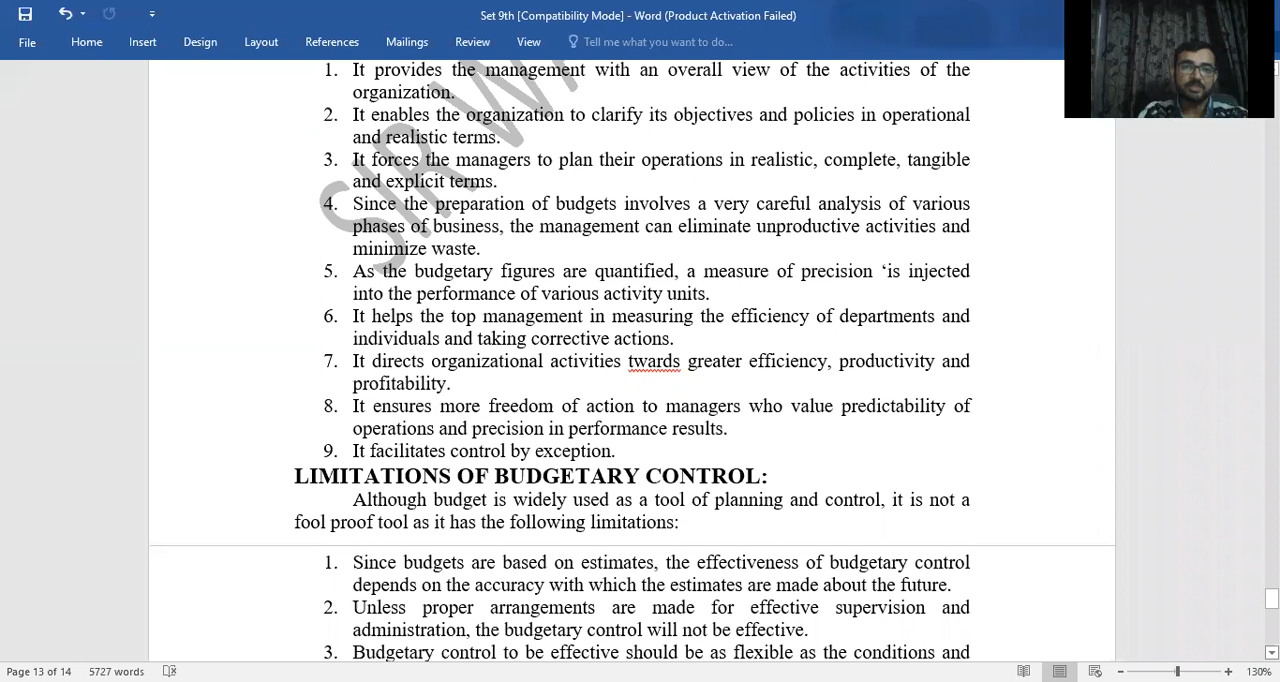 Set 9th [Compatibility Mode] - Word (Product Activation Failed)
File Home Insert Design Layout References Mailings Review View Tell me what you want to do...
SIR W
1. It provides the management with an overall view of the activities of the
organization.
2. It enables the organization to clarify its objectives and policies in operational
and realistic terms.
3. It forces the managers to plan their operations in realistic, complete, tangible
and explicit terms.
4. Since the preparation of budgets involves a very careful analysis of various
phases of business, the management can eliminate unproductive activities and
minimize waste.
5. As the budgetary figures are quantified, a measure of precision ‘is injected
into the performance of various activity units.
6. It helps the top management in measuring the efficiency of departments and
individuals and taking corrective actions.
7. It directs organizational activities twards greater efficiency, productivity and
profitability.
8. It ensures more freedom of action to managers who value predictability of
operations and precision in performance results.
9. It facilitates control by exception.
LIMITATIONS OF BUDGETARY CONTROL:
Although budget is widely used as a tool of planning and control, it is not a
fool proof tool as it has the following limitations:
1. Since budgets are based on estimates, the effectiveness of budgetary control
depends on the accuracy with which the estimates are made about the future.
2. Unless proper arrangements are made for effective supervision and
administration, the budgetary control will not be effective.
3. Budgetary control to be effective should be as flexible as the conditions and
Page 13 of 14 5727 words 130%